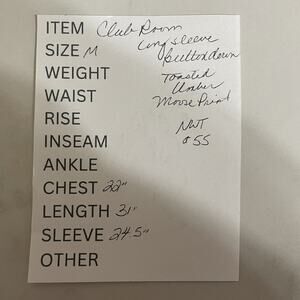 ITEM Club Room
long sleeve
SIZE M
buttondown
WEIGHT
Toasted
Umber
WAIST
Moose Print
RISE
NWT
INSEAM
$55
ANKLE
CHEST 22"
LENGTH 31"
SLEEVE 24.5"
OTHER